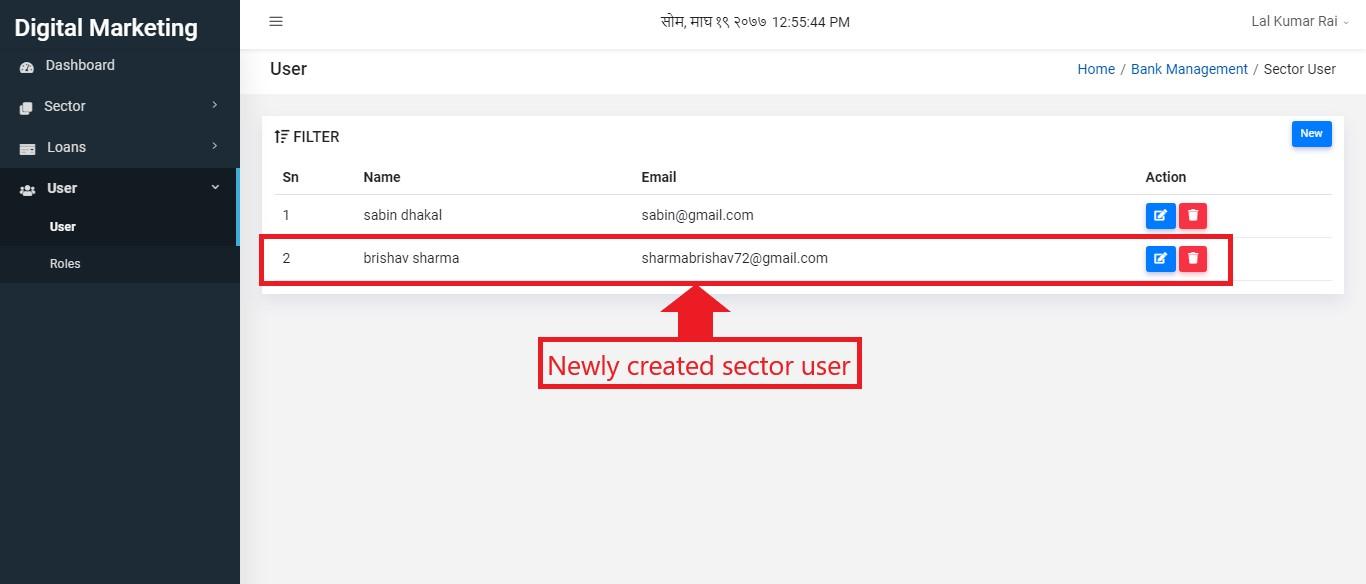 Digital Marketing
सोम, माघ १९ २०७७ 12:55:44 PM
Lal Kumar Rai
Dashboard
Sector
Loans
User
User
Roles
User
Home / Bank Management / Sector User
FILTER
New
Sn Name Email Action
1 sabin dhakal sabin@gmail.com
2 brishav sharma sharmabrishav72@gmail.com
Newly created sector user